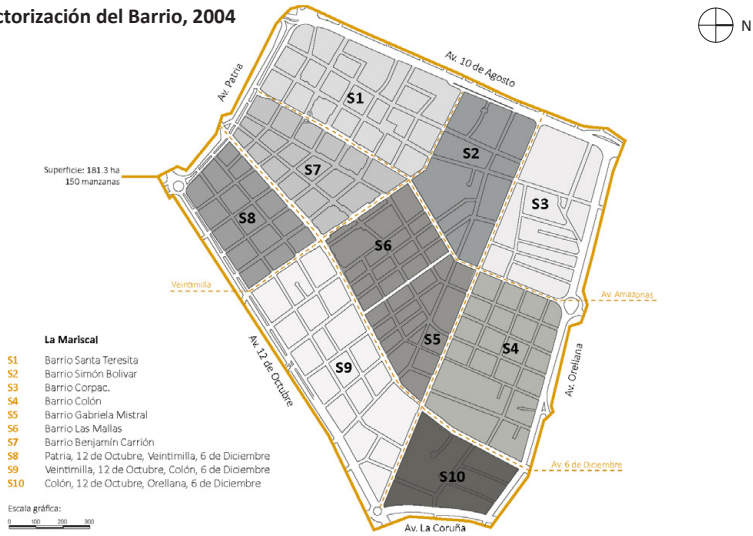 ctorización del Barrio, 2004
N
Av. 10 de Agosto
Av. Patria
S1
S2
S7
S3
Superficie: 181.3 ha
150 manzanas
S8
S6
Veintimilla
Av. Amazonas
S5
S4
S9
Av. 12 de Octubre
Av. Orellana
Av. 6 de Diciembre
S10
Av. La Coruña
La Mariscal
S1 Barrio Santa Teresita
S2 Barrio Simón Bolivar
S3 Barrio Corpac.
S4 Barrio Colón
S5 Barrio Gabriela Mistral
S6 Barrio Las Mallas
S7 Barrio Benjamín Carrión
S8 Patria, 12 de Octubre, Veintimilla, 6 de Diciembre
S9 Veintimilla, 12 de Octubre, Colón, 6 de Diciembre
S10 Colón, 12 de Octubre, Orellana, 6 de Diciembre
Escala gráfica:
0 100 200 300